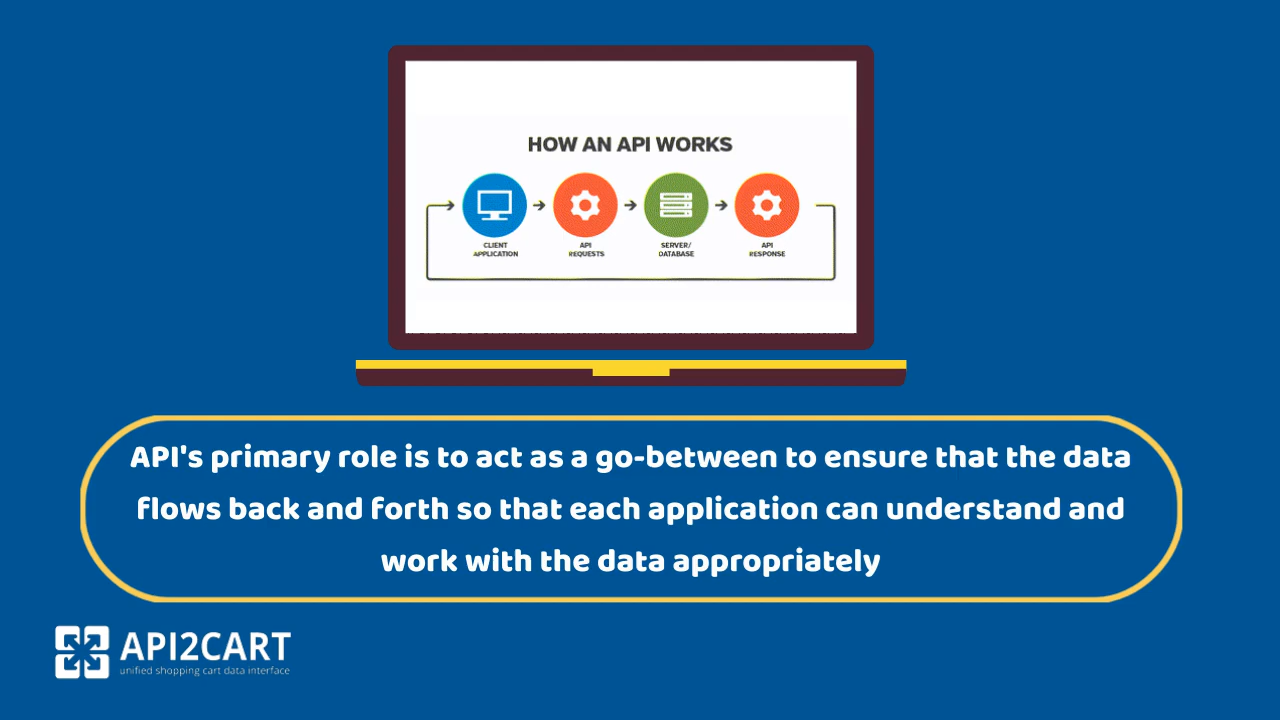 HOW AN API WORKS
CLIENT
APPLICATION
API
REQUESTS
SERVER/
DATABASE
API
RESPONSE
API's primary role is to act as a go-between to ensure that the data
flows back and forth so that each application can understand and
work with the data appropriately
API2CART
unified shopping cart data interface